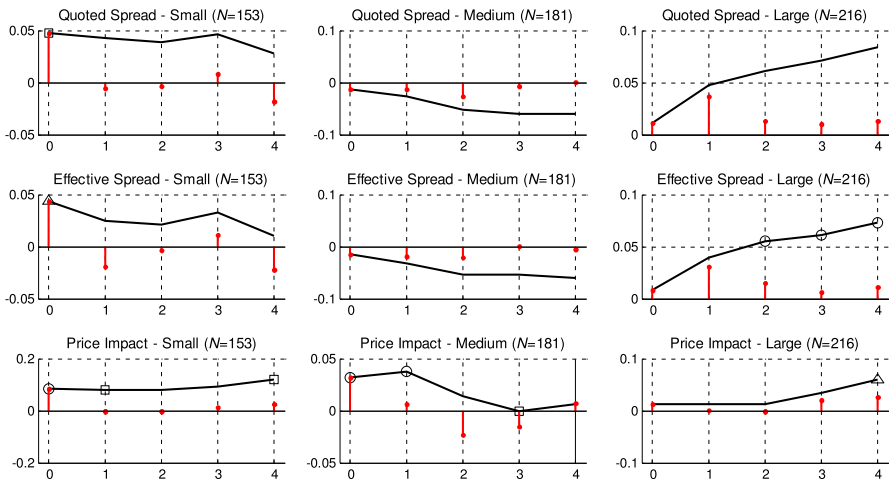 Quoted Spread - Small (N=153)
0.05
0
-0.05
0 1 2 3 4
Quoted Spread - Medium (N=181)
0.1
0
-0.1
0 1 2 3 4
Quoted Spread - Large (N=216)
0.1
0.05
0
0 1 2 3 4
Effective Spread - Small (N=153)
0.05
0
-0.05
0 1 2 3 4
Effective Spread - Medium (N=181)
0.1
0
-0.1
0 1 2 3 4
Effective Spread - Large (N=216)
0.1
0.05
0
0 1 2 3 4
Price Impact - Small (N=153)
0.2
0
-0.2
0 1 2 3 4
Price Impact - Medium (N=181)
0.05
0
-0.05
0 1 2 3 4
Price Impact - Large (N=216)
0.1
0
-0.1
0 1 2 3 4